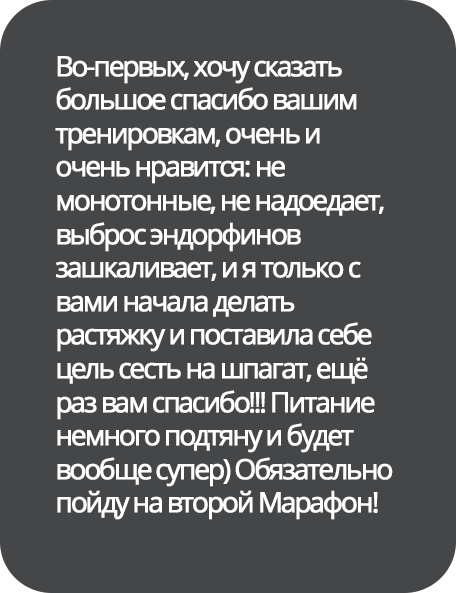 Во-первых, хочу сказать
большое спасибо вашим
тренировкам, очень и
очень нравится: не
монотонные, не надоедает,
выброс эндорфинов
зашкаливает, и я только с
вами начала делать
растяжку и поставила себе
цель сесть на шпагат, ещё
раз вам спасибо!!! Питание
немного подтяну и будет
вообще супер) Обязательно
пойду на второй Марафон!